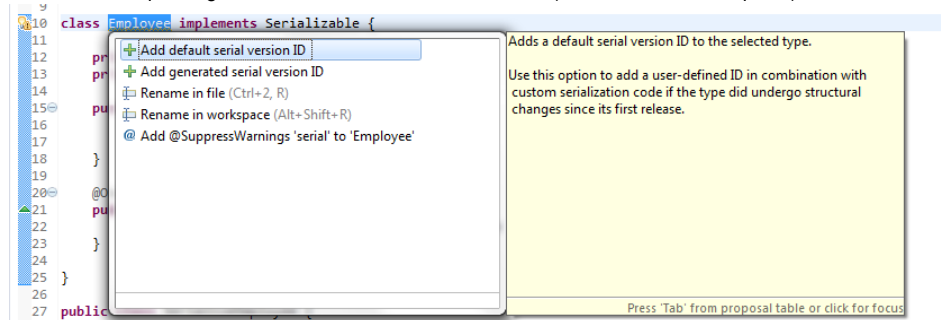 9
10 class Employee implements Serializable {
11
12 pr
13 pr
14
15 pu
16
17
18 }
19
20 @O
21 pu
22
23 }
24
25 }
26
27 public
Add default serial version ID
Add generated serial version ID
Rename in file (Ctrl+2, R)
Rename in workspace (Alt+Shift+R)
@ Add @SuppressWarnings 'serial' to 'Employee'
Adds a default serial version ID to the selected type.
Use this option to add a user-defined ID in combination with
custom serialization code if the type did undergo structural
changes since its first release.
Press 'Tab' from proposal table or click for focus